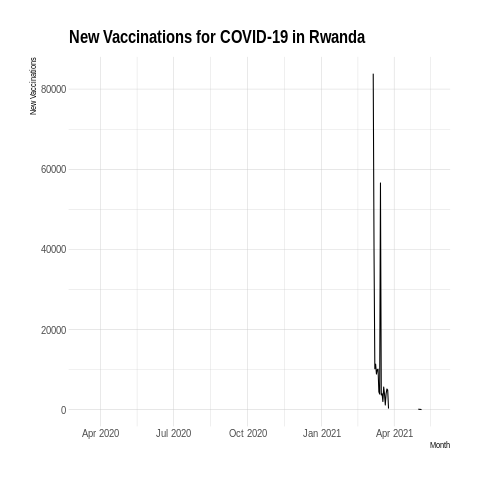 New Vaccinations for COVID-19 in Rwanda
New Vaccinations
80000
60000
40000
20000
0
Apr 2020 Jul 2020 Oct 2020 Jan 2021 Apr 2021
Month